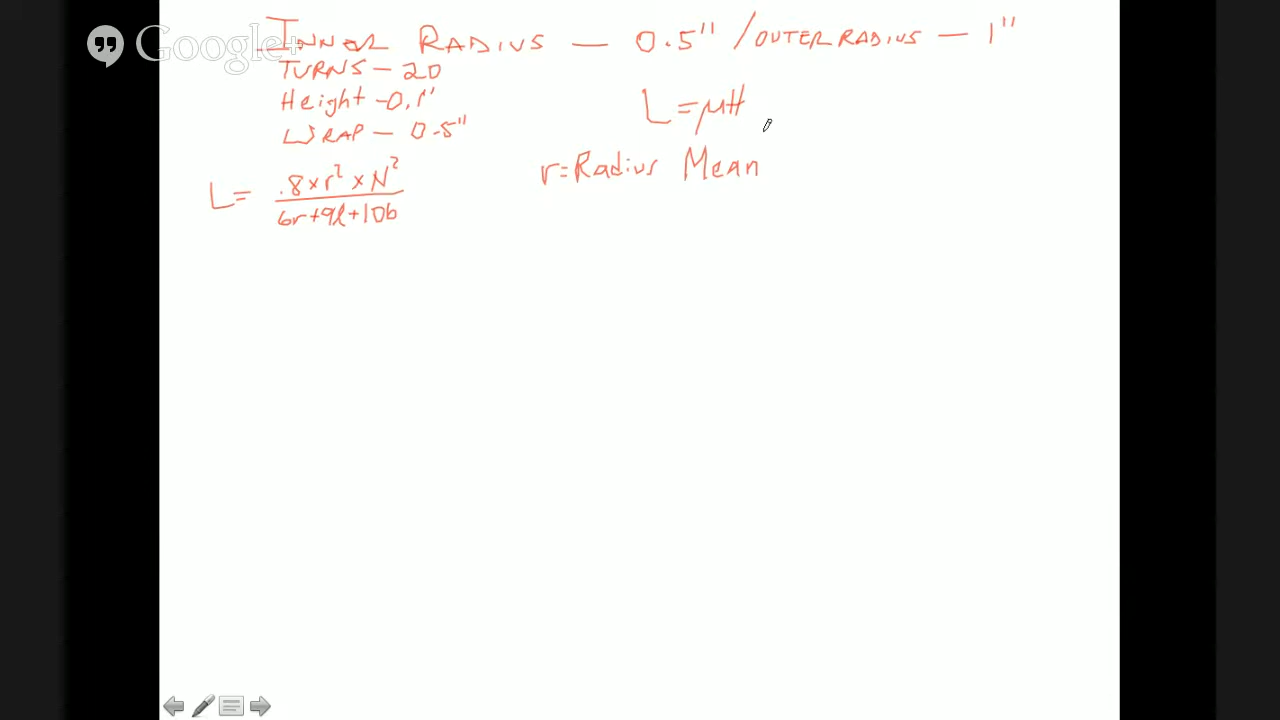 Google+
INNER RADIUS — 0.5" / OUTER RADIUS — 1"
TURNS — 20
Height - 0.1"
WRAP — 0.5"
L = μH
r = Radius Mean
L = .8 x r² x N²
6r + 9l + 10b